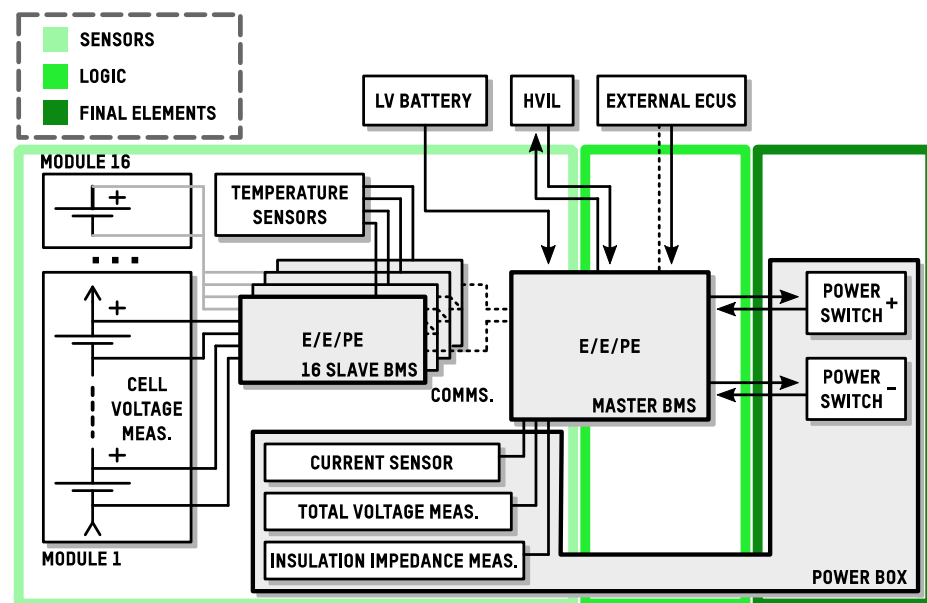 SENSORS
LOGIC
FINAL ELEMENTS
LV BATTERY
HVIL
EXTERNAL ECUS
MODULE 16
+
TEMPERATURE
SENSORS
...
+
E/E/PE
16 SLAVE BMS
CELL
VOLTAGE
MEAS.
+
MODULE 1
COMMS.
E/E/PE
MASTER BMS
POWER
SWITCH +
POWER
SWITCH -
CURRENT SENSOR
TOTAL VOLTAGE MEAS.
INSULATION IMPEDANCE MEAS.
POWER BOX